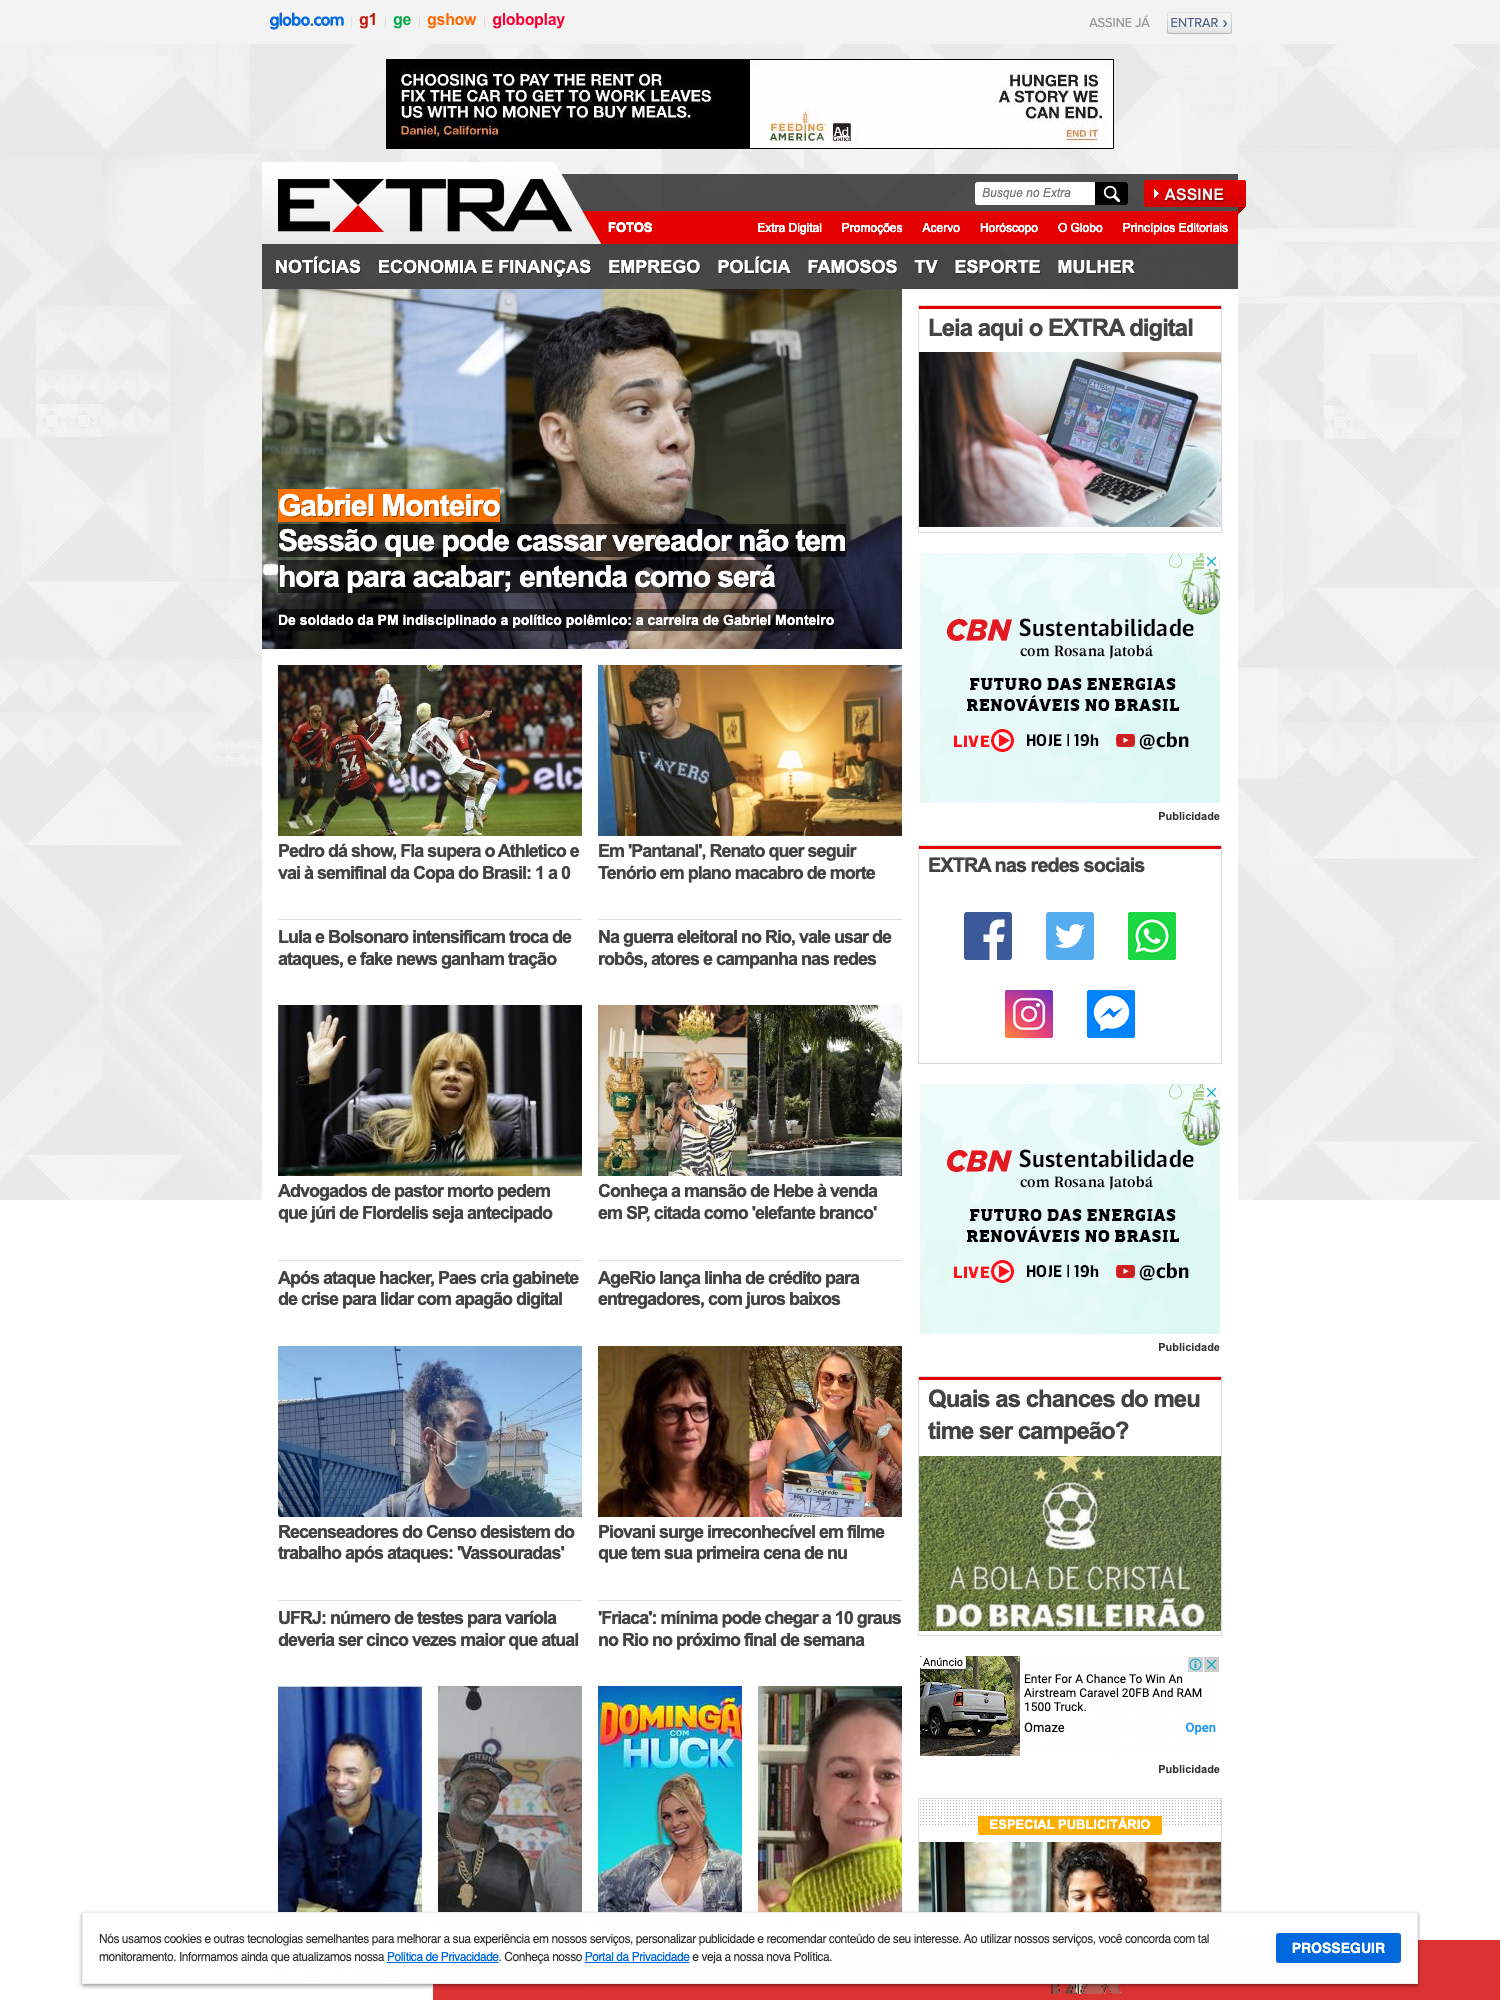 globo.com g1 ge gshow globoplay
ASSINE JÁ ENTRAR
CHOOSING TO PAY THE RENT OR
FIX THE CAR TO GET TO WORK LEAVES
US WITH NO MONEY TO BUY MEALS.
Daniel, California
FEEDING
AMERICA
Ad
Council
HUNGER IS
A STORY WE
CAN END.
END IT
EXTRA
Busque no Extra
ASSINE
FOTOS
Extra Digital Promoções Acervo Horóscopo O Globo Princípios Editoriais
NOTÍCIAS ECONOMIA E FINANÇAS EMPREGO POLÍCIA FAMOSOS TV ESPORTE MULHER
Gabriel Monteiro
Sessão que pode cassar vereador não tem
hora para acabar; entenda como será
De soldado da PM indisciplinado a político polêmico: a carreira de Gabriel Monteiro
Leia aqui o EXTRA digital
CBN Sustentabilidade
com Rosana Jatobá
FUTURO DAS ENERGIAS
RENOVÁVEIS NO BRASIL
LIVE HOJE | 19h @cbn
Publicidade
34
27
elo
PLAYERS
Pedro dá show, Fla supera o Athletico e
vai à semifinal da Copa do Brasil: 1 a 0
Em 'Pantanal', Renato quer seguir
Tenório em plano macabro de morte
Lula e Bolsonaro intensificam troca de
ataques, e fake news ganham tração
Na guerra eleitoral no Rio, vale usar de
robôs, atores e campanha nas redes
EXTRA nas redes sociais
Advogados de pastor morto pedem
que júri de Flordelis seja antecipado
Conheça a mansão de Hebe à venda
em SP, citada como 'elefante branco'
Após ataque hacker, Paes cria gabinete
de crise para lidar com apagão digital
AgeRio lança linha de crédito para
entregadores, com juros baixos
CBN Sustentabilidade
com Rosana Jatobá
FUTURO DAS ENERGIAS
RENOVÁVEIS NO BRASIL
LIVE HOJE | 19h @cbn
Publicidade
O Segredo
Recenseadores do Censo desistem do
trabalho após ataques: 'Vassouradas'
Piovani surge irreconhecível em filme
que tem sua primeira cena de nu
UFRJ: número de testes para varíola
deveria ser cinco vezes maior que atual
'Friaca': mínima pode chegar a 10 graus
no Rio no próximo final de semana
Quais as chances do meu
time ser campeão?
A BOLA DE CRISTAL
DO BRASILEIRÃO
Anúncio
Enter For A Chance To Win An
Airstream Caravel 20FB And RAM
1500 Truck.
Omaze Open
Publicidade
DOMINGÃ
COM
HUCK
ESPECIAL PUBLICITÁRIO
Nós usamos cookies e outras tecnologias semelhantes para melhorar a sua experiência em nossos serviços, personalizar publicidade e recomendar conteúdo de seu interesse. Ao utilizar nossos serviços, você concorda com tal
monitoramento. Informamos ainda que atualizamos nossa Política de Privacidade. Conheça nosso Portal da Privacidade e veja a nossa nova Política.
PROSSEGUIR